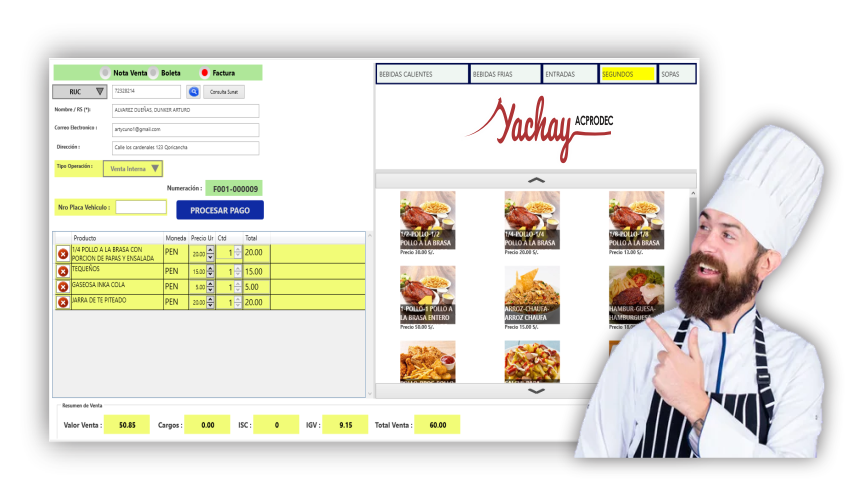 Nota Venta Boleta Factura
RUC 72328214 Consulta Sunat
Nombre / RS (*): ALVAREZ DUEÑAS, DUNKER ARTURO
Correo Electronico : artycuno1@gmail.com
Dirección : Calle los cardenales 123 Qoricancha
Tipo Operación : Venta Interna
Numeración : F001-000009
Nro Placa Vehiculo : PROCESAR PAGO
Producto Moneda Precio Ur Ctd Total
1/4 POLLO A LA BRASA CON PORCION DE PAPAS Y ENSALADA PEN 20.00 1 20.00
TEQUEÑOS PEN 15.00 1 15.00
GASEOSA INKA COLA PEN 5.00 1 5.00
JARRA DE TE PITEADO PEN 20.00 1 20.00
Resumen de Venta
Valor Venta : 50.85 Cargos : 0.00 ISC : 0 IGV : 9.15 Total Venta : 60.00
BEBIDAS CALIENTES BEBIDAS FRIAS ENTRADAS SEGUNDOS SOPAS
Yachay ACPRODEC
1/2-POLLO-1/2
POLLO A LA BRASA
Precio 30.00 S/.
1/4-POLLO-1/4
POLLO A LA BRASA
Precio 20.00 S/.
1/8-POLLO-1/8
POLLO A LA BRASA
Precio 13.00 S/.
1-POLLO-1 POLLO A
LA BRASA ENTERO
Precio 50.00 S/.
ARROZ-CHAUFA-
ARROZ CHAUFA
Precio 15.00 S/.
HAMBUR-GUESA-
HAMBURGUESA
Precio